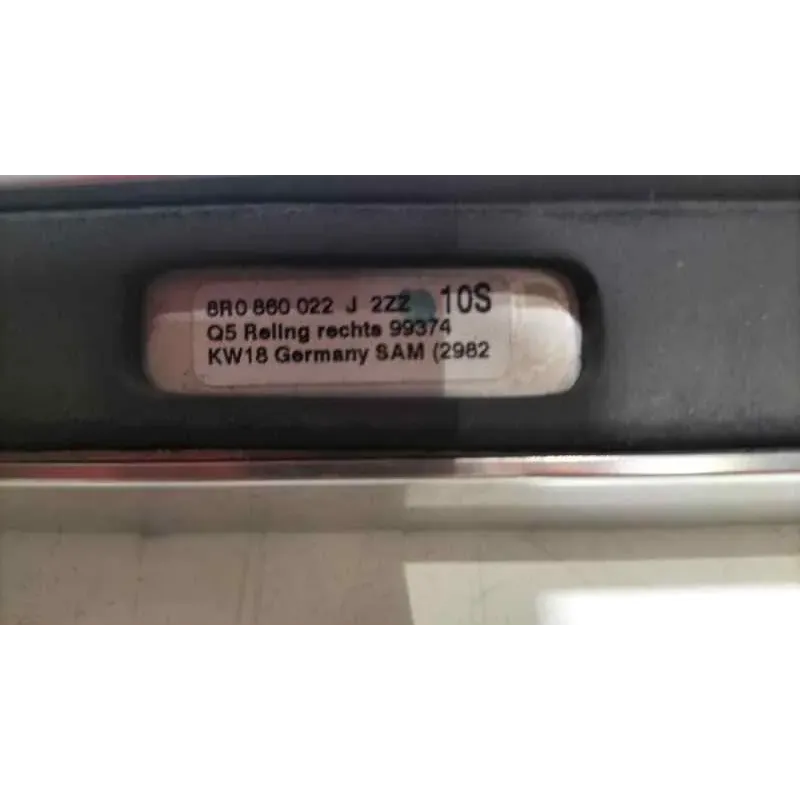 8R0 860 022 J 2ZZ 10S
Q5 Reling rechts 99374
KW18 Germany SAM (2982